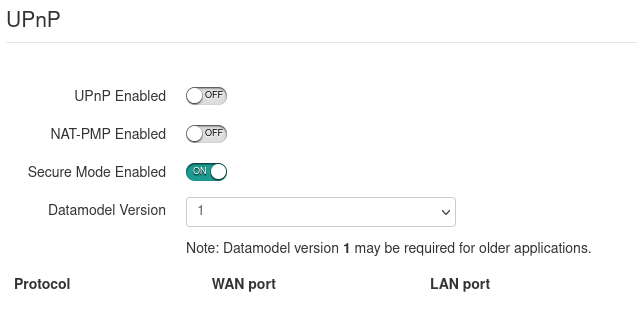 UPnP
UPnP Enabled OFF
NAT-PMP Enabled OFF
Secure Mode Enabled ON
Datamodel Version 1
Note: Datamodel version 1 may be required for older applications.
Protocol WAN port LAN port